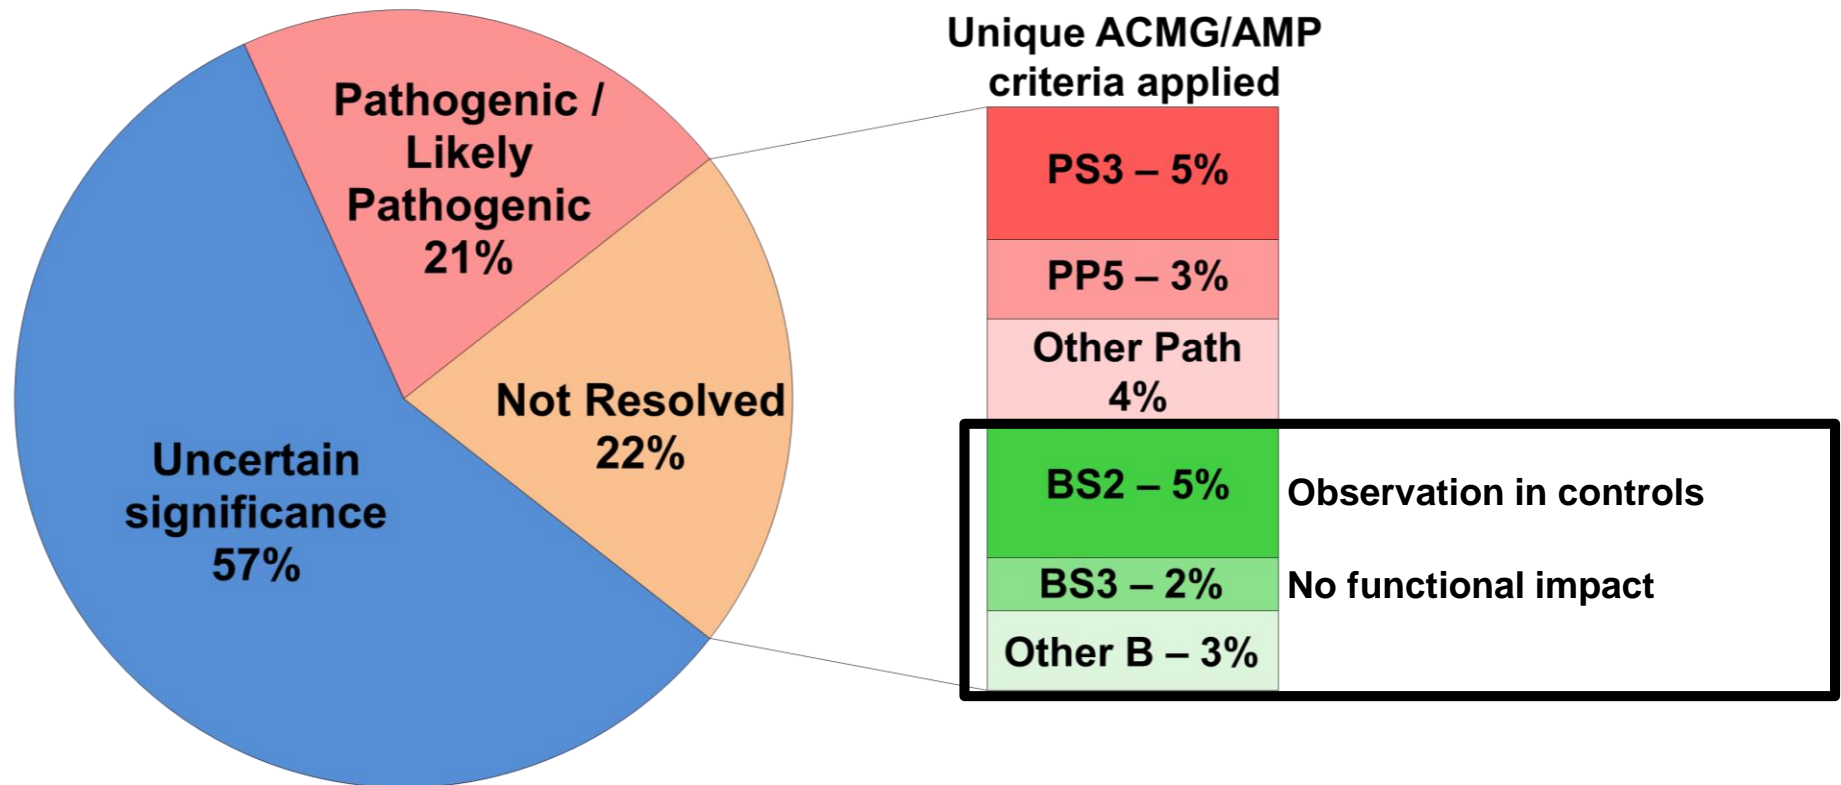 Pathogenic /
Likely
Pathogenic
21%
Not Resolved
22%
Uncertain
significance
57%
Unique ACMG/AMP
criteria applied
PS3 – 5%
PP5 – 3%
Other Path
4%
BS2 – 5%
Observation in controls
BS3 – 2%
No functional impact
Other B – 3%